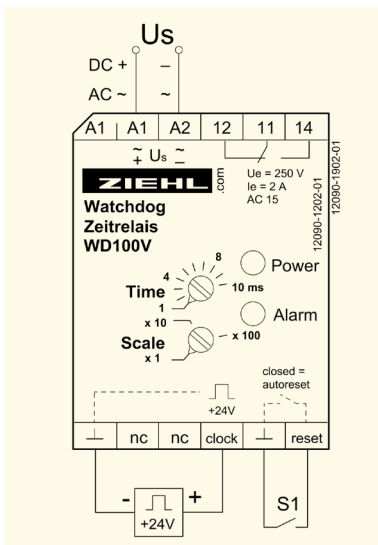 Us
DC + –
AC ~ ~
A1 A1 A2 12 11 14
~ + Us ~ –
ZIEHL .com
Ue = 250 V
Ie = 2 A
AC 15
12090-1202-01
12090-1902-01
Watchdog
Zeitrelais
WD100V
Power
Time
1
4
8
10 ms
Alarm
Scale
x 1
x 10
x 100
closed =
autoreset
+24V
⊥ nc nc clock ⊥ reset
- +
+24V
S1